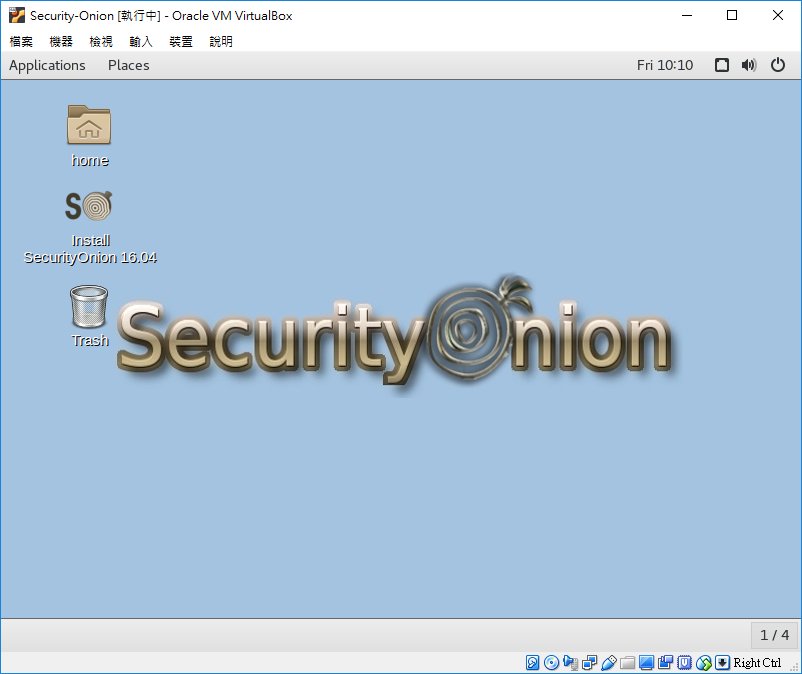 Security-Onion [執行中] - Oracle VM VirtualBox
檔案 機器 檢視 輸入 裝置 說明
Applications Places Fri 10:10
home
SO
Install
SecurityOnion 16.04
Trash
SecurityOnion
1 / 4
Right Ctrl